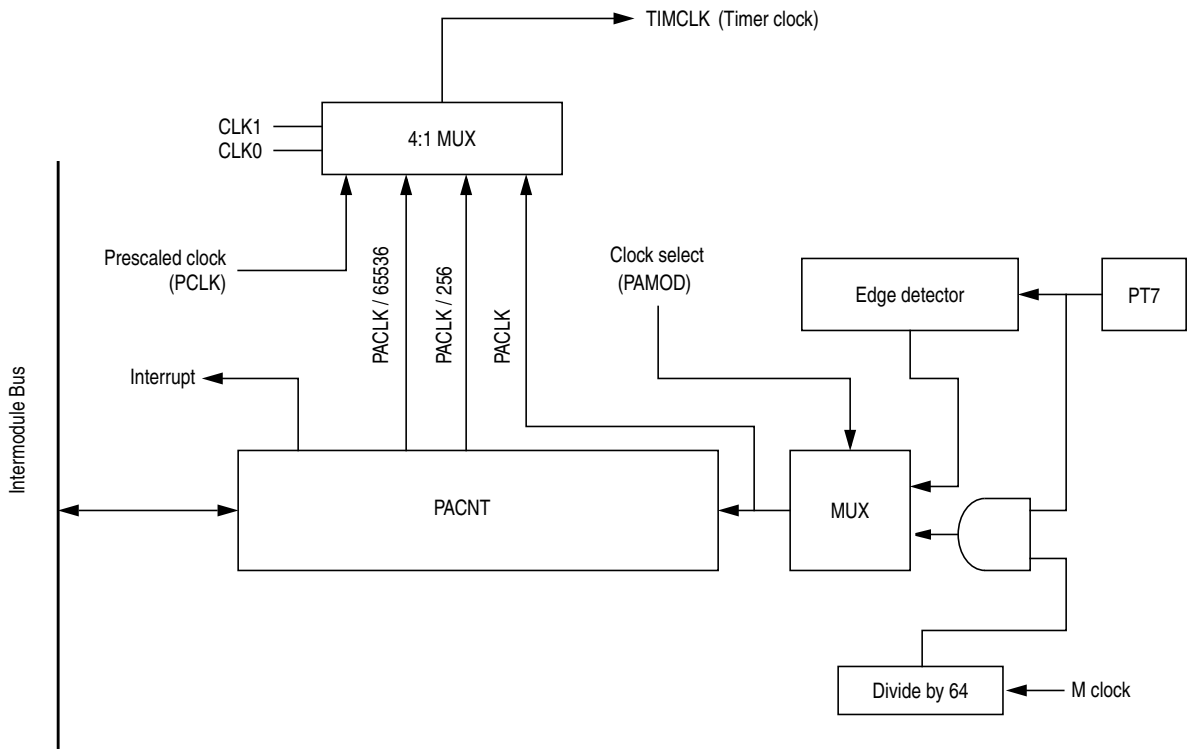 TIMCLK (Timer clock)
CLK1
CLK0
4:1 MUX
Prescaled clock
(PCLK)
PACLK / 65536
PACLK / 256
PACLK
Clock select
(PAMOD)
Edge detector
PT7
Interrupt
Intermodule Bus
PACNT
MUX
Divide by 64
M clock